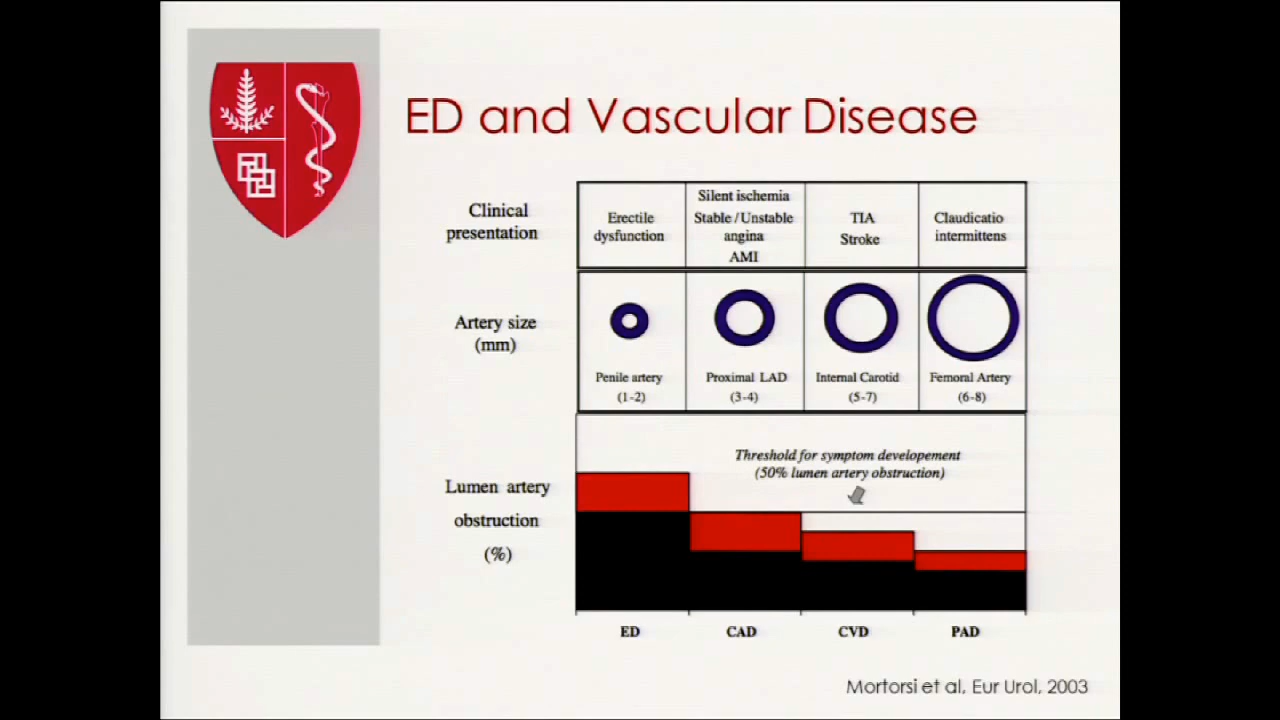 ED and Vascular Disease
Clinical
presentation
Erectile
dysfunction
Silent ischemia
Stable / Unstable
angina
AMI
TIA
Stroke
Claudicatio
intermittens
Artery size
(mm)
Penile artery
(1-2)
Proximal LAD
(3-4)
Internal Carotid
(5-7)
Femoral Artery
(6-8)
Threshold for symptom developement
(50% lumen artery obstruction)
Lumen artery
obstruction
(%)
ED
CAD
CVD
PAD
Mortorsi et al, Eur Urol, 2003